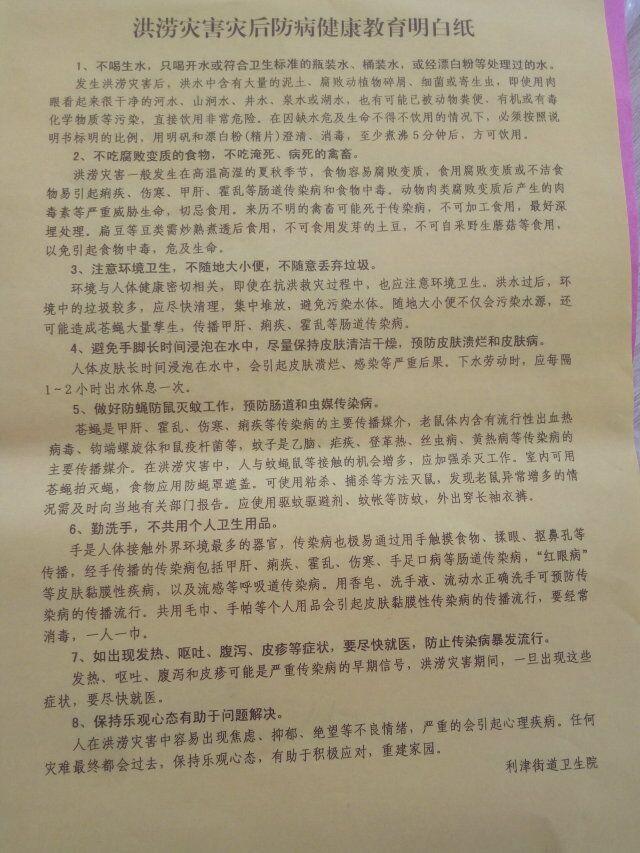 洪涝灾害灾后防病健康教育明白纸
1、不喝生水，只喝开水或符合卫生标准的瓶装水、桶装水，或经漂白粉等处理过的水。
发生洪涝灾害后，洪水中含有大量的泥土、腐败动植物碎屑、细菌或寄生虫，即使用肉
眼看起来很干净的河水、山涧水、井水、泉水或湖水，也有可能已被动物粪便、有机或有毒
化学物质等污染，直接饮用非常危险。在因缺水危及生命不得不饮用的情况下，必须按照说
明书标明的比例，用明矾和漂白粉(精片)澄清、消毒，至少煮沸5分钟后，方可饮用。
2、不吃腐败变质的食物，不吃淹死、病死的禽畜。
洪涝灾害一般发生在高温高湿的夏秋季节，食物容易腐败变质，食用腐败变质或不洁食
物易引起痢疾、伤寒、甲肝、霍乱等肠道传染病和食物中毒。动物肉类腐败变质后产生的肉
毒毒素等严重威胁生命，切忌食用。来历不明的禽畜可能死于传染病，不可加工食用，最好深
埋处理。扁豆等豆类需炒熟煮透后食用，不可食用发芽的土豆，不可自采野生蘑菇等食用，
以免引起食物中毒，危及生命。
3、注意环境卫生，不随地大小便，不随意丢弃垃圾。
环境与人体健康密切相关，即使在抗洪救灾过程中，也应注意环境卫生。洪水过后，环
境中的垃圾较多，应尽快清理，集中堆放，避免污染水体。随地大小便不仅会污染水源，还
可能造成苍蝇大量孳生，传播甲肝、痢疾、霍乱等肠道传染病。
4、避免手脚长时间浸泡在水中，尽量保持皮肤清洁干燥，预防皮肤溃烂和皮肤病。
人体皮肤长时间浸泡在水中，会引起皮肤溃烂、感染等严重后果。下水劳动时，应每隔
1~2小时出水休息一次。
5、做好防蝇防鼠灭蚊工作，预防肠道和虫媒传染病。
苍蝇是甲肝、霍乱、伤寒、痢疾等传染病的主要传播媒介，老鼠体内含有流行性出血热
病毒、钩端螺旋体和鼠疫杆菌等，蚊子是乙脑、疟疾、登革热、丝虫病、黄热病等传染病的
主要传播媒介。在洪涝灾害中，人与蚊蝇鼠等接触的机会增多，应加强杀灭工作。室内可使用
苍蝇拍灭蝇，食物应用防蝇罩遮盖。可使用粘杀、捕杀等方法灭鼠，发现老鼠异常增多的情
况需及时向当地有关部门报告。应使用驱蚊驱避剂、蚊帐等防蚊，外出穿长袖衣裤。
6、勤洗手，不共用个人卫生用品。
手是人体接触外界环境最多的器官，传染病也极易通过用手触摸食物、揉眼、抠鼻孔等
传播，经手传播的传染病包括甲肝、痢疾、霍乱、伤寒、手足口病等肠道传染病，“红眼病”
等皮肤黏膜性疾病，以及流感等呼吸道传染病。用香皂、洗手液、流动水正确洗手可预防传
染病的传播流行。共用毛巾、手帕等个人用品会引起皮肤黏膜性传染病的传播流行，要经常
消毒，一人一巾。
7、如出现发热、呕吐、腹泻、皮疹等症状，要尽快就医，防止传染病暴发流行。
发热、呕吐、腹泻和皮疹可能是严重传染病的早期信号，洪涝灾害期间，一旦出现这些
症状，要尽快就医。
8、保持乐观心态有助于问题解决。
人在洪涝灾害中容易出现焦虑、抑郁、绝望等不良情绪，严重的会引起心理疾病。任何
灾难最终都会过去，保持乐观心态，有助于积极应对，重建家园。
利津街道卫生院